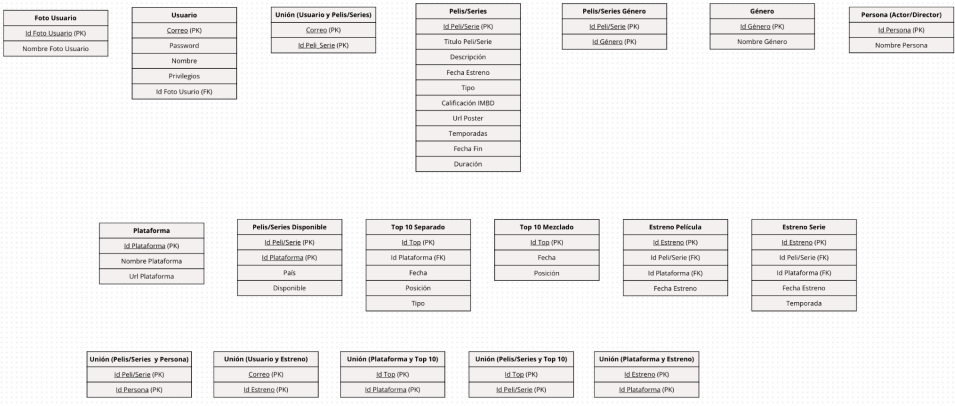 Foto Usuario
Id Foto Usuario (PK)
Nombre Foto Usuario
Usuario
Correo (PK)
Password
Nombre
Privilegios
Id Foto Usurio (FK)
Unión (Usuario y Pelis/Series)
Correo (PK)
Id Peli_Serie (PK)
Pelis/Series
Id Peli/Serie (PK)
Titulo Peli/Serie
Descripción
Fecha Estreno
Tipo
Calificación IMBD
Url Poster
Temporadas
Fecha Fin
Duración
Pelis/Series Género
Id Peli/Serie (PK)
Id Género (PK)
Género
Id Género (PK)
Nombre Género
Persona (Actor/Director)
Id Persona (PK)
Nombre Persona
Plataforma
Id Plataforma (PK)
Nombre Plataforma
Url Plataforma
Pelis/Series Disponible
Id Peli/Serie (PK)
Id Plataforma (PK)
País
Disponible
Top 10 Separado
Id Top (PK)
Id Plataforma (FK)
Fecha
Posición
Tipo
Top 10 Mezclado
Id Top (PK)
Fecha
Posición
Estreno Película
Id Estreno (PK)
Id Peli/Serie (FK)
Id Plataforma (FK)
Fecha Estreno
Estreno Serie
Id Estreno (PK)
Id Peli/Serie (FK)
Id Plataforma (FK)
Fecha Estreno
Temporada
Unión (Pelis/Series y Persona)
Id Peli/Serie (PK)
Id Persona (PK)
Unión (Usuario y Estreno)
Correo (PK)
Id Estreno (PK)
Unión (Plataforma y Top 10)
Id Top (PK)
Id Plataforma (PK)
Unión (Pelis/Series y Top 10)
Id Top (PK)
Id Peli/Serie (PK)
Unión (Plataforma y Estreno)
Id Estreno (PK)
Id Plataforma (PK)